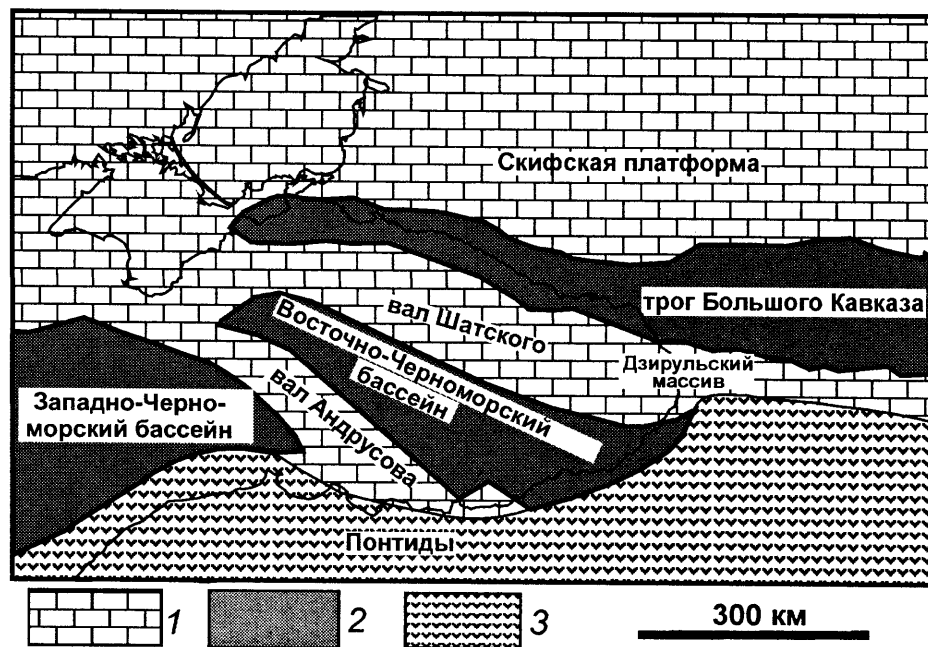 Скифская платформа
трог Большого Кавказа
вал Шатского
Восточно-Черноморский
бассейн
Дзирульский
массив
вал Андрусова
Западно-Черно-
морский бассейн
Понтиды
1
2
3
300 км